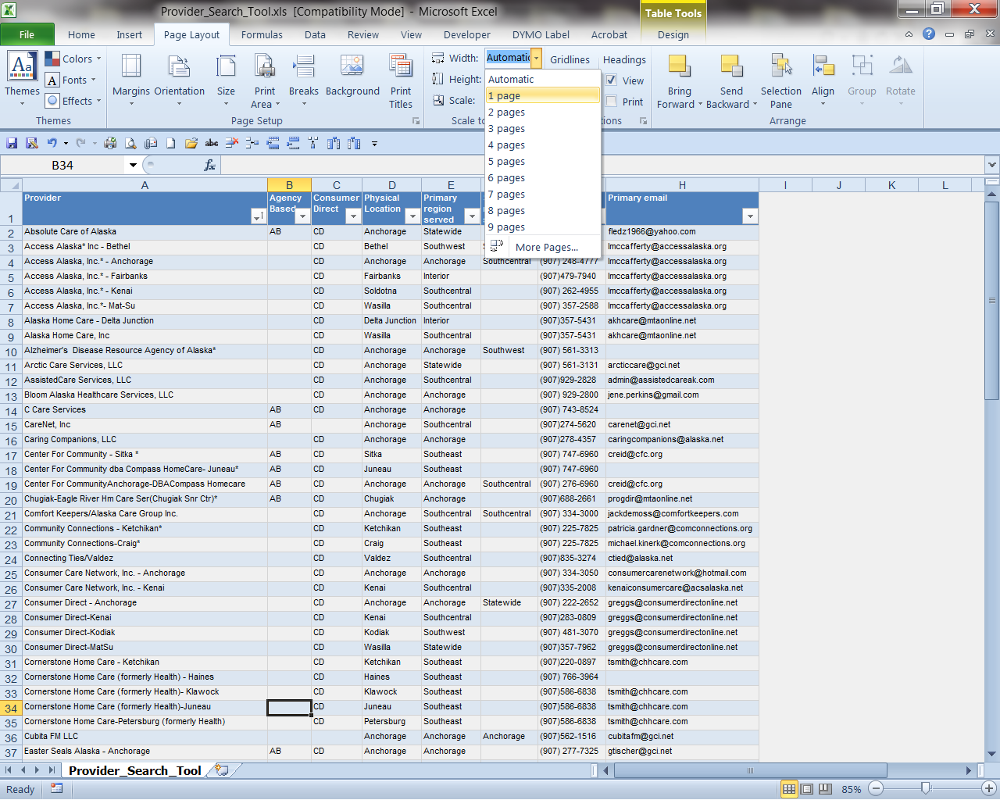 Provider_Search_Tool.xls [Compatibility Mode] - Microsoft Excel
Table Tools
File Home Insert Page Layout Formulas Data Review View Developer DYMO Label Acrobat Design
Themes Colors Fonts Effects Themes
Margins Orientation Size Print Area Breaks Background Print Titles Page Setup
Width: Automatic Height: Scale: Scale to
Gridlines Headings View Print
Bring Forward Send Backward Selection Pane Align Group Rotate Arrange
Automatic
1 page
2 pages
3 pages
4 pages
5 pages
6 pages
7 pages
8 pages
9 pages
More Pages...
B34 fx
A B C D E H I J K L
1 Provider Agency Based Consumer Direct Physical Location Primary region served Primary email
2 Absolute Care of Alaska AB CD Anchorage Statewide fledz1966@yahoo.com
3 Access Alaska* Inc - Bethel CD Bethel Southwest lmccafferty@accessalaska.org
4 Access Alaska, Inc.* - Anchorage CD Anchorage Anchorage Southcentral (907) 248-4777 lmccafferty@accessalaska.org
5 Access Alaska, Inc.* - Fairbanks CD Fairbanks Interior (907)479-7940 lmccafferty@accessalaska.org
6 Access Alaska, Inc.* - Kenai CD Soldotna Southcentral (907) 262-4955 lmccafferty@accessalaska.org
7 Access Alaska, Inc.*- Mat-Su CD Wasilla Southcentral (907) 357-2588 lmccafferty@accessalaska.org
8 Alaska Home Care - Delta Junction CD Delta Junction Interior (907)357-5431 akhcare@mtaonline.net
9 Alaska Home Care, Inc CD Wasilla Southcentral (907)357-5431 akhcare@mtaonline.net
10 Alzheimer's Disease Resource Agency of Alaska* CD Anchorage Anchorage Southwest (907) 561-3313
11 Arctic Care Services, LLC CD Anchorage Statewide (907) 561-3131 arcticcare@gci.net
12 AssistedCare Services, LLC CD Anchorage Southcentral (907)929-2828 admin@assistedcareak.com
13 Bloom Alaska Healthcare Services, LLC CD Anchorage Anchorage (907) 929-2800 jene.perkins@gmail.com
14 C Care Services AB CD Anchorage Anchorage (907) 743-8524
15 CareNet, Inc AB Anchorage Southcentral (907)274-5620 carenet@gci.net
16 Caring Companions, LLC CD Anchorage Anchorage (907)278-4357 caringcompanions@alaska.net
17 Center For Community - Sitka * AB CD Sitka Southeast (907) 747-6960 creid@cfc.org
18 Center For Community dba Compass HomeCare- Juneau* AB CD Juneau Southeast (907) 747-6960
19 Center For CommunityAnchorage-DBACompass Homecare AB CD Anchorage Anchorage Southcentral (907) 276-6960 creid@cfc.org
20 Chugiak-Eagle River Hm Care Ser(Chugiak Snr Ctr)* AB CD Chugiak Anchorage (907)688-2661 progdir@mtaonline.net
21 Comfort Keepers/Alaska Care Group Inc. CD Anchorage Southcentral Southcentral (907) 334-3000 jackdemoss@comfortkeepers.com
22 Community Connections - Ketchikan* CD Ketchikan Southeast (907) 225-7825 patricia.gardner@comconnections.org
23 Community Connections-Craig* CD Craig Southeast (907) 225-7825 michael.kinerk@comconnections.org
24 Connecting Ties/Valdez CD Valdez Southcentral (907)835-3274 ctied@alaska.net
25 Consumer Care Network, Inc. - Anchorage CD Anchorage Anchorage (907) 334-3050 consumercarenetwork@hotmail.com
26 Consumer Care Network, Inc. - Kenai CD Kenai Southcentral (907)335-2008 kenaiconsumercare@acsalaska.net
27 Consumer Direct - Anchorage CD Anchorage Anchorage Statewide (907) 222-2652 greggs@consumerdirectonline.net
28 Consumer Direct-Kenai CD Kenai Southcentral (907)283-0809 greggs@consumerdirectonline.net
29 Consumer Direct-Kodiak CD Kodiak Southwest (907) 481-3070 greggs@consumerdirectonline.net
30 Consumer Direct-MatSu CD Wasilla Statewide (907)357-7962 greggs@consumerdirectonline.net
31 Cornerstone Home Care - Ketchikan CD Ketchikan Southeast (907)220-0897 tsmith@chhcare.com
32 Cornerstone Home Care (formerly Health) - Haines CD Haines Southeast (907) 766-3964
33 Cornerstone Home Care (formerly Health)- Klawock CD Klawock Southeast (907)586-6838 tsmith@chhcare.com
34 Cornerstone Home Care (formerly Health)-Juneau CD Juneau Southeast (907)586-6838 tsmith@chhcare.com
35 Cornerstone Home Care-Petersburg (formerly Health) CD Petersburg Southeast (907)586-6838 tsmith@chhcare.com
36 Cubita FM LLC Anchorage Anchorage Anchorage (907)562-1516 cubitafm@gci.net
37 Easter Seals Alaska - Anchorage AB CD Anchorage Anchorage (907) 277-7325 gtischer@gci.net
Provider_Search_Tool
Ready 85%